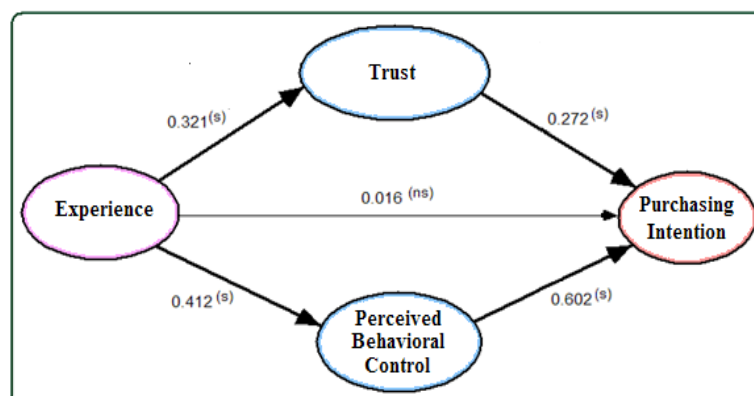 Trust
0.321 (s)
0.272 (s)
Experience
0.016 (ns)
Purchasing
Intention
0.412 (s)
0.602 (s)
Perceived
Behavioral
Control